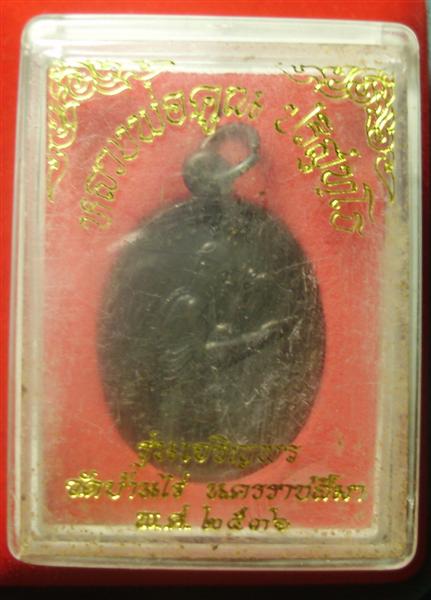 หลวงพ่อคูณ ปริสุทฺโธ
รุ่นเจริญพร
วัดบ้านไร่ นครราชสีมา
พ.ศ. ๒๕๓๖